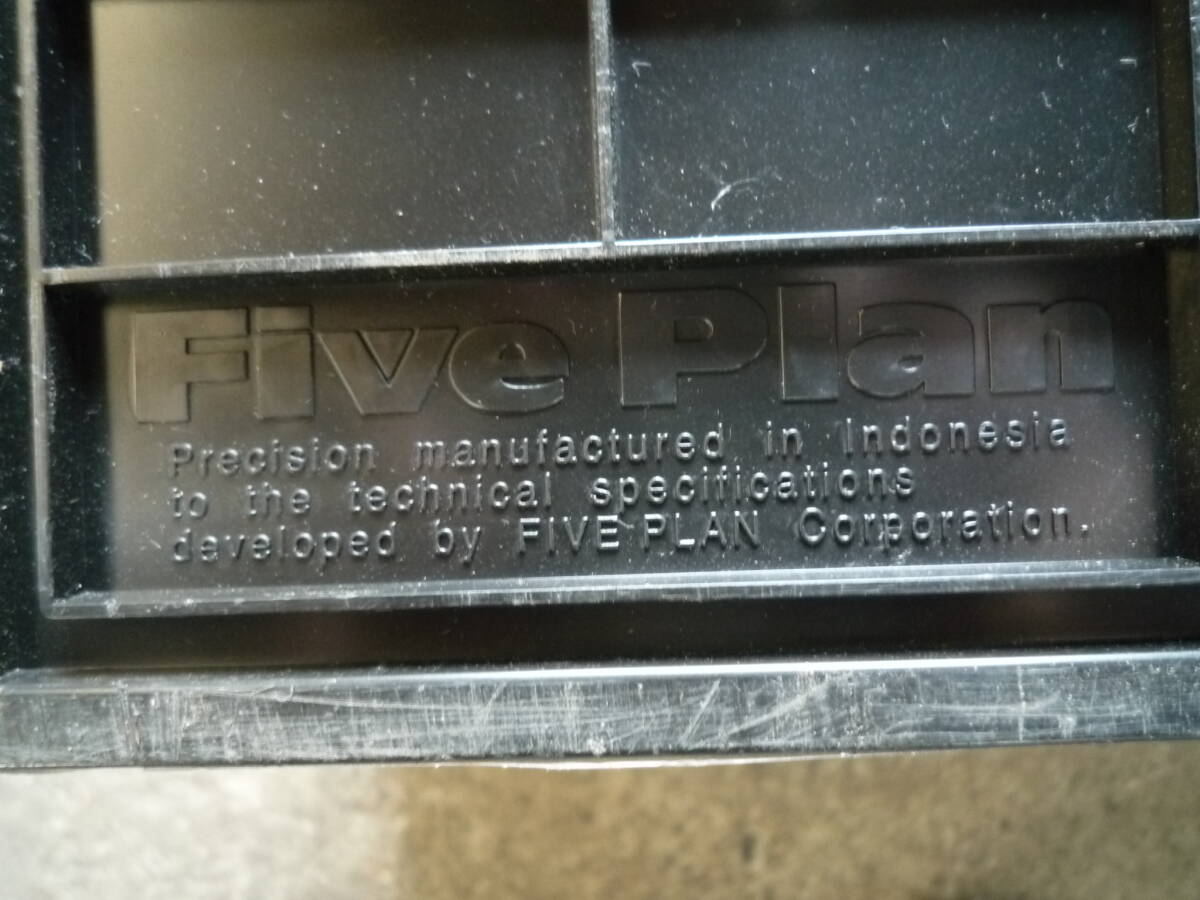 Five Plan
Precision manufactured in Indonesia
to the technical specifications
developed by FIVE PLAN Corporation.